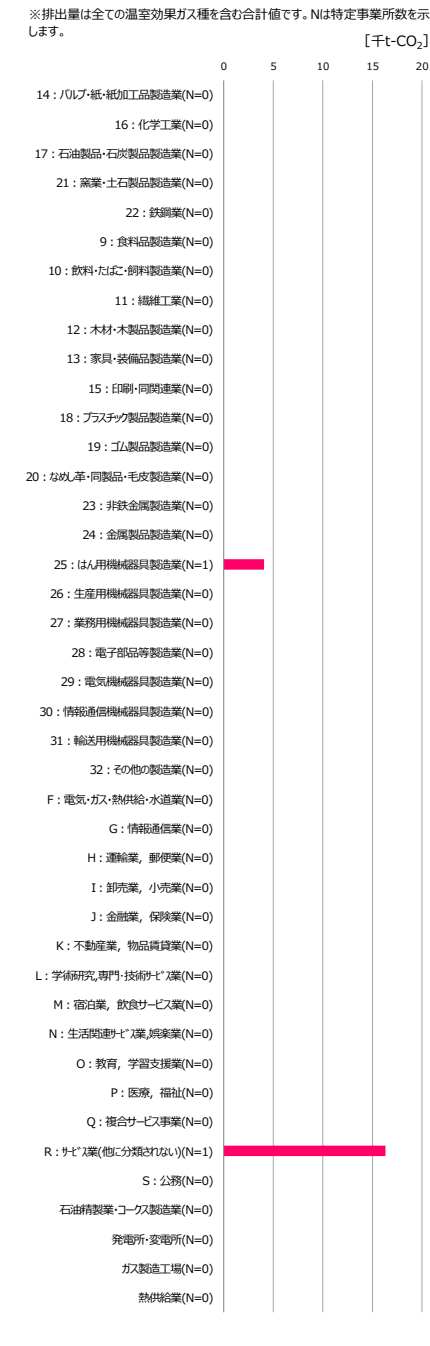 ※排出量は全ての温室効果ガス種を含む合計値です。Nは特定事業所数を示
します。
[千t-CO₂]
0 5 10 15 20
14：パルプ・紙・紙加工品製造業(N=0)
16：化学工業(N=0)
17：石油製品・石炭製品製造業(N=0)
21：窯業・土石製品製造業(N=0)
22：鉄鋼業(N=0)
9：食料品製造業(N=0)
10：飲料・たばこ・飼料製造業(N=0)
11：繊維工業(N=0)
12：木材・木製品製造業(N=0)
13：家具・装備品製造業(N=0)
15：印刷・同関連業(N=0)
18：プラスチック製品製造業(N=0)
19：ゴム製品製造業(N=0)
20：なめし革・同製品・毛皮製造業(N=0)
23：非鉄金属製造業(N=0)
24：金属製品製造業(N=0)
25：はん用機械器具製造業(N=1)
26：生産用機械器具製造業(N=0)
27：業務用機械器具製造業(N=0)
28：電子部品等製造業(N=0)
29：電気機械器具製造業(N=0)
30：情報通信機械器具製造業(N=0)
31：輸送用機械器具製造業(N=0)
32：その他の製造業(N=0)
F：電気・ガス・熱供給・水道業(N=0)
G：情報通信業(N=0)
H：運輸業，郵便業(N=0)
I：卸売業，小売業(N=0)
J：金融業，保険業(N=0)
K：不動産業，物品賃貸業(N=0)
L：学術研究,専門・技術ｻｰﾋﾞｽ業(N=0)
M：宿泊業，飲食サービス業(N=0)
N：生活関連ｻｰﾋﾞｽ業,娯楽業(N=0)
O：教育，学習支援業(N=0)
P：医療，福祉(N=0)
Q：複合サービス事業(N=0)
R：ｻｰﾋﾞｽ業(他に分類されない)(N=1)
S：公務(N=0)
石油精製業・コークス製造業(N=0)
発電所・変電所(N=0)
ガス製造工場(N=0)
熱供給業(N=0)